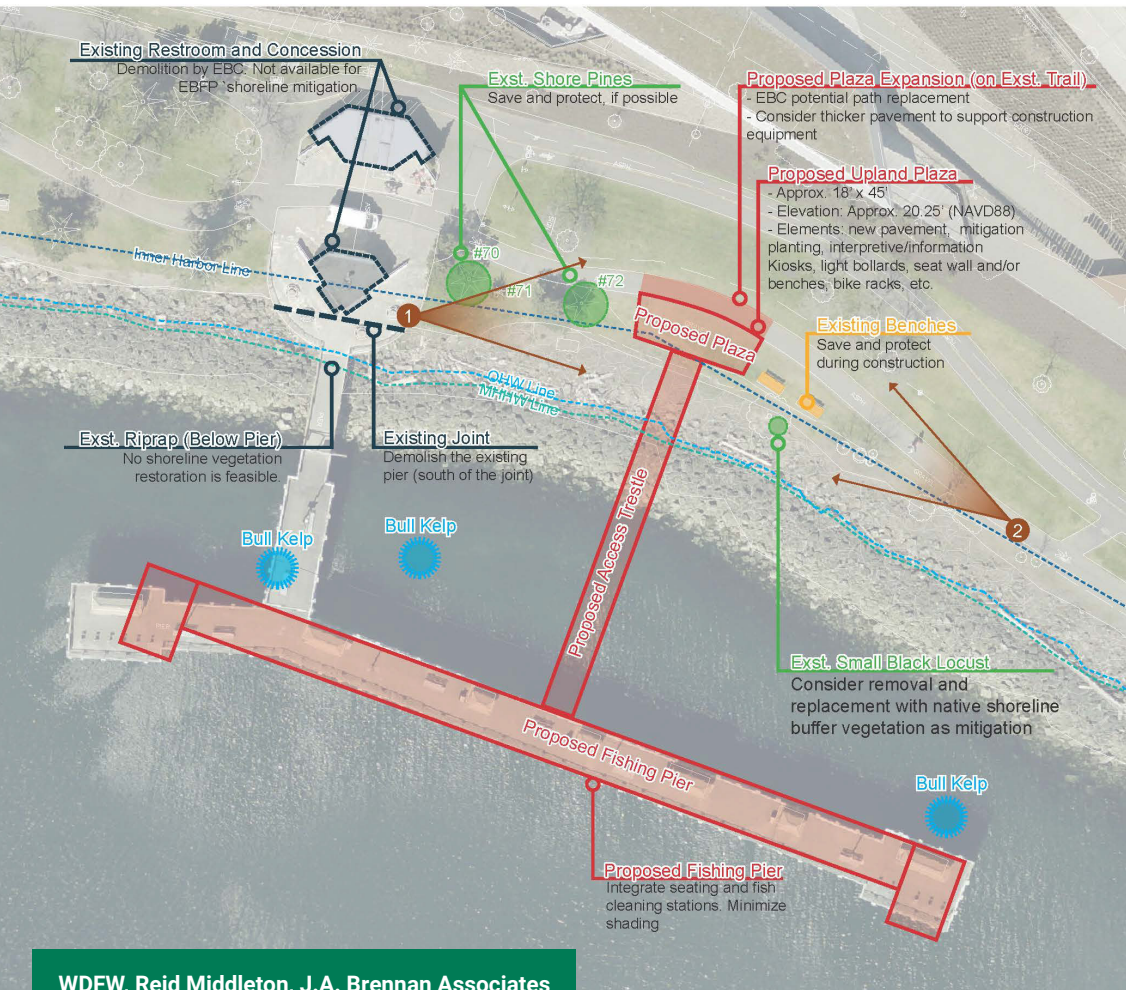 Existing Restroom and Concession
Demolition by EBC. Not available for
EBFP `shoreline mitigation.
Exst. Shore Pines
Save and protect, if possible
Proposed Plaza Expansion (on Exst. Trail)
- EBC potential path replacement
- Consider thicker pavement to support construction
equipment
Proposed Upland Plaza
- Approx. 18' x 45'
- Elevation: Approx. 20.25' (NAVD88)
- Elements: new pavement, mitigation
planting, interpretive/information
Kiosks, light bollards, seat wall and/or
benches, bike racks, etc.
Inner Harbor Line
#70
#71
#72
1
Proposed Plaza
Existing Benches
Save and protect
during construction
OHW Line
MHHW Line
Exst. Riprap (Below Pier)
No shoreline vegetation
restoration is feasible.
Existing Joint
Demolish the existing
pier (south of the joint)
Proposed Access Trestle
2
Bull Kelp
Bull Kelp
Exst. Small Black Locust
Consider removal and
replacement with native shoreline
buffer vegetation as mitigation
Proposed Fishing Pier
Bull Kelp
Proposed Fishing Pier
Integrate seating and fish
cleaning stations. Minimize
shading
WDFW, Reid Middleton, J.A. Brennan Associates